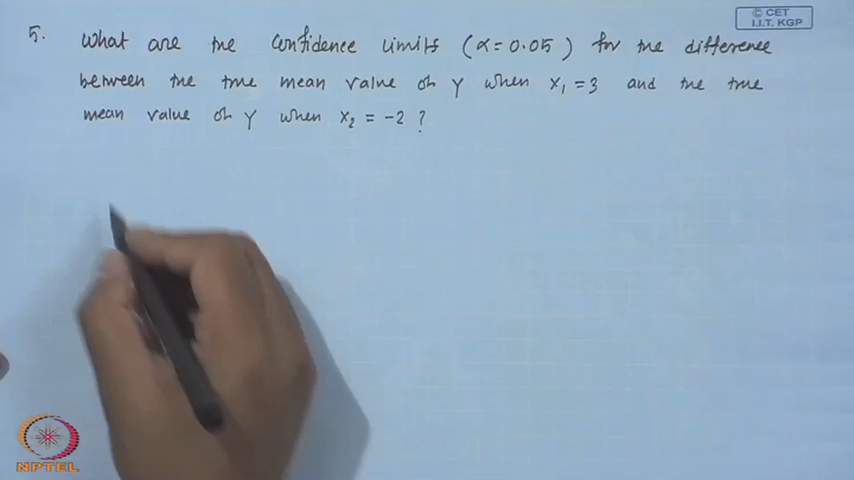 © CET
I.I.T. KGP
5. What are the confidence limits (α = 0.05) for the difference
between the true mean value of Y when x₁ = 3 and the true
mean value of Y when x₂ = -2 ?
NPTEL